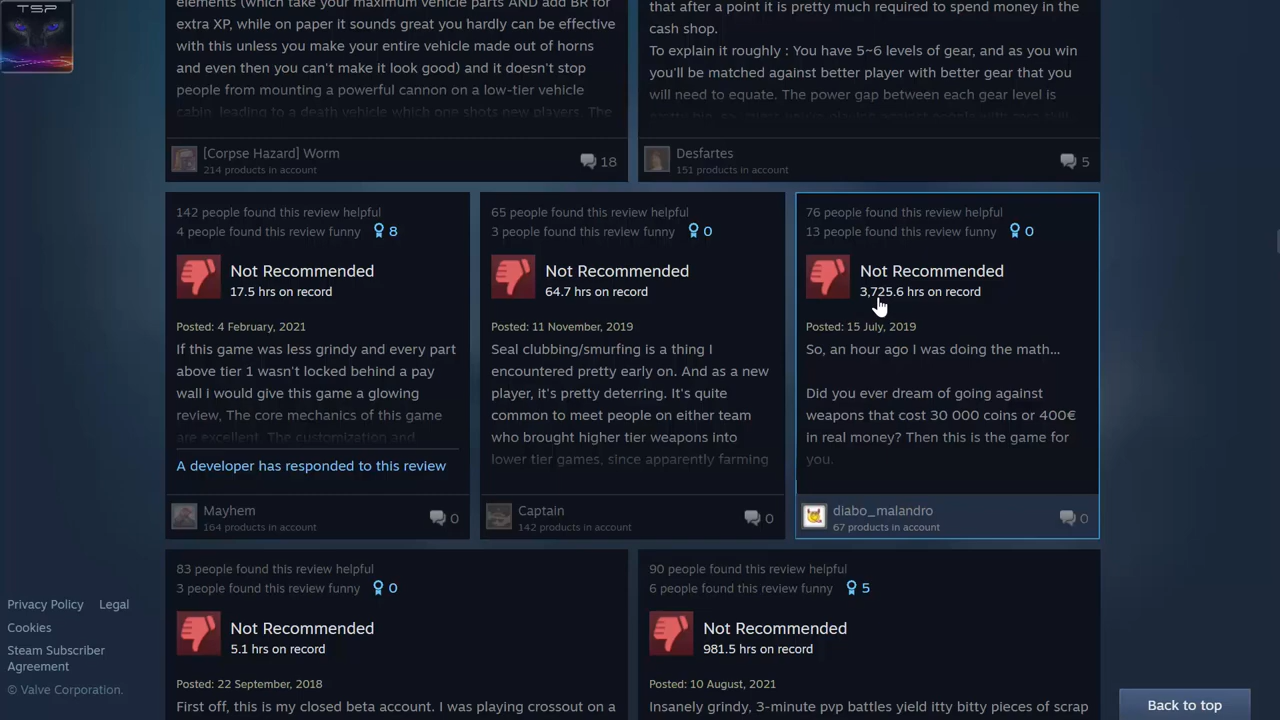 TSP
elements (which take your maximum vehicle parts AND add BR for
extra XP, while on paper it sounds great you hardly can be effective
with this unless you make your entire vehicle made out of horns
and even then you can't make it look good) and it doesn't stop
people from mounting a powerful cannon on a low-tier vehicle
cabin, leading to a death vehicle which one shots new players. The
[Corpse Hazard] Worm
214 products in account
18
that after a point it is pretty much required to spend money in the
cash shop.
To explain it roughly : You have 5~6 levels of gear, and as you win
you'll be matched against better player with better gear that you
will need to equate. The power gap between each gear level is
Desfartes
151 products in account
5
142 people found this review helpful
4 people found this review funny
8
Not Recommended
17.5 hrs on record
Posted: 4 February, 2021
If this game was less grindy and every part
above tier 1 wasn't locked behind a pay
wall i would give this game a glowing
review, The core mechanics of this game
are excellent. The customization and
A developer has responded to this review
Mayhem
164 products in account
0
65 people found this review helpful
3 people found this review funny
0
Not Recommended
64.7 hrs on record
Posted: 11 November, 2019
Seal clubbing/smurfing is a thing I
encountered pretty early on. And as a new
player, it's pretty deterring. It's quite
common to meet people on either team
who brought higher tier weapons into
lower tier games, since apparently farming
Captain
142 products in account
0
76 people found this review helpful
13 people found this review funny
0
Not Recommended
3,725.6 hrs on record
Posted: 15 July, 2019
So, an hour ago I was doing the math...
Did you ever dream of going against
weapons that cost 30 000 coins or 400€
in real money? Then this is the game for
you.
diabo_malandro
67 products in account
0
83 people found this review helpful
3 people found this review funny
0
Not Recommended
5.1 hrs on record
Posted: 22 September, 2018
First off, this is my closed beta account. I was playing crossout on a
90 people found this review helpful
6 people found this review funny
5
Not Recommended
981.5 hrs on record
Posted: 10 August, 2021
Insanely grindy, 3-minute pvp battles yield itty bitty pieces of scrap
Privacy Policy Legal
Cookies
Steam Subscriber
Agreement
© Valve Corporation.
Back to top